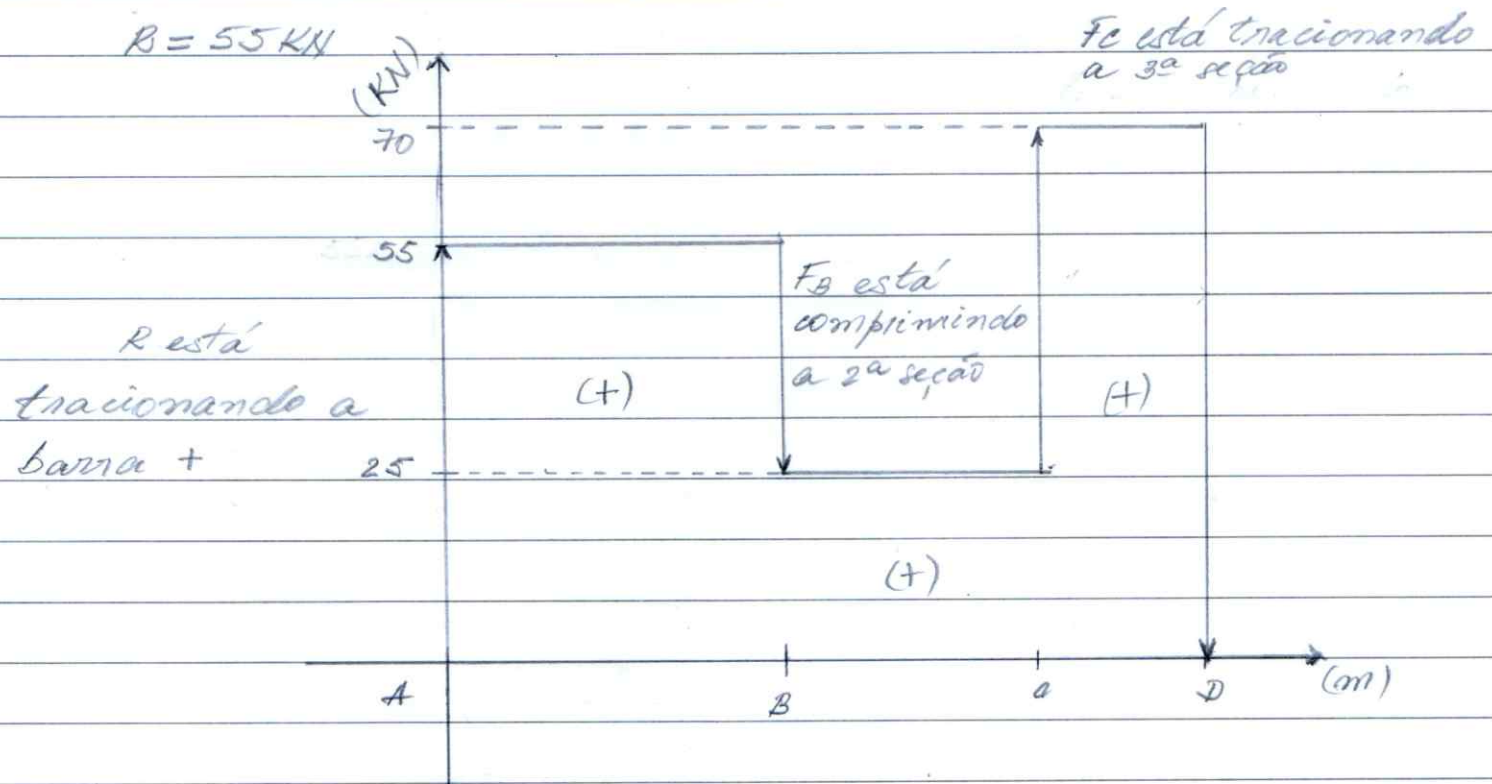 R = 55 KN
Fc está tracionando
a 3ª seção
(KN)
70
55
FB está
comprimindo
a 2ª seção
R está
tracionando a
barra +
(+)
(+)
25
(+)
A
B
a
D
(m)